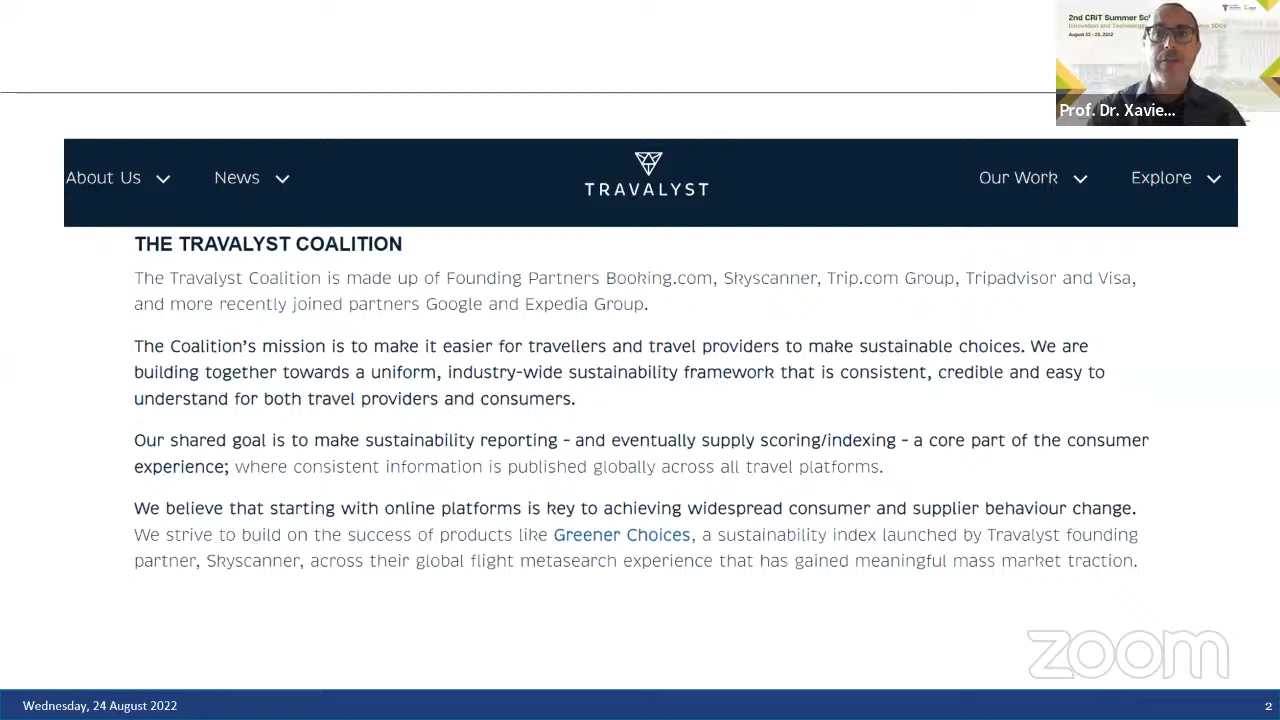 2nd CRiT Summer Sc
Innovation and Technology
SDGs
August 23 - 25, 2022
Prof. Dr. Xavie...
About Us
News
TRAVALYST
Our Work
Explore
THE TRAVALYST COALITION
The Travalyst Coalition is made up of Founding Partners Booking.com, Skyscanner, Trip.com Group, Tripadvisor and Visa,
and more recently joined partners Google and Expedia Group.
The Coalition’s mission is to make it easier for travellers and travel providers to make sustainable choices. We are
building together towards a uniform, industry-wide sustainability framework that is consistent, credible and easy to
understand for both travel providers and consumers.
Our shared goal is to make sustainability reporting - and eventually supply scoring/indexing - a core part of the consumer
experience; where consistent information is published globally across all travel platforms.
We believe that starting with online platforms is key to achieving widespread consumer and supplier behaviour change.
We strive to build on the success of products like Greener Choices, a sustainability index launched by Travalyst founding
partner, Skyscanner, across their global flight metasearch experience that has gained meaningful mass market traction.
zoom
Wednesday, 24 August 2022
2